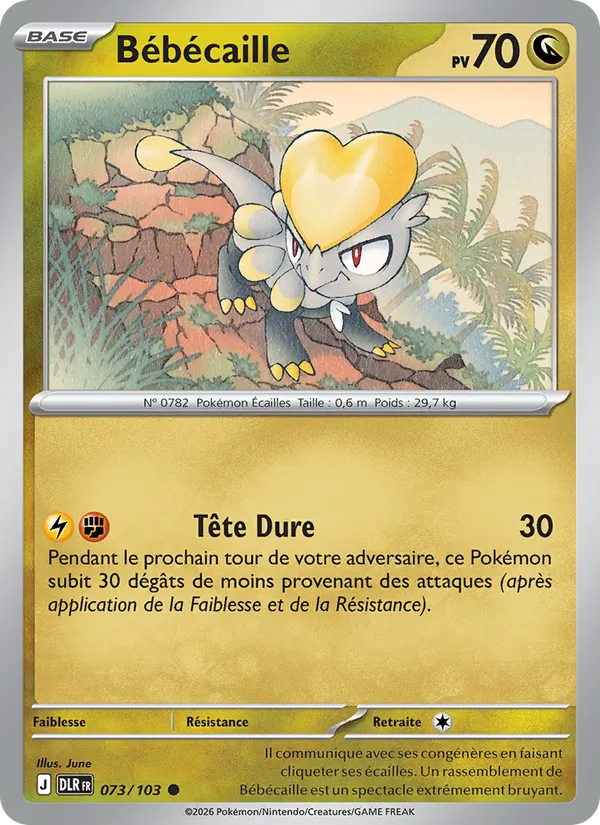 BASE
Bébécaille
PV 70
N° 0782 Pokémon Écailles Taille : 0,6 m Poids : 29,7 kg
Tête Dure 30
Pendant le prochain tour de votre adversaire, ce Pokémon
subit 30 dégâts de moins provenant des attaques (après
application de la Faiblesse et de la Résistance).
Faiblesse Résistance Retraite
Illus. June
J DLR FR 073/103
Il communique avec ses congénères en faisant
cliqueter ses écailles. Un rassemblement de
Bébécaille est un spectacle extrêmement bruyant.
©2026 Pokémon/Nintendo/Creatures/GAME FREAK